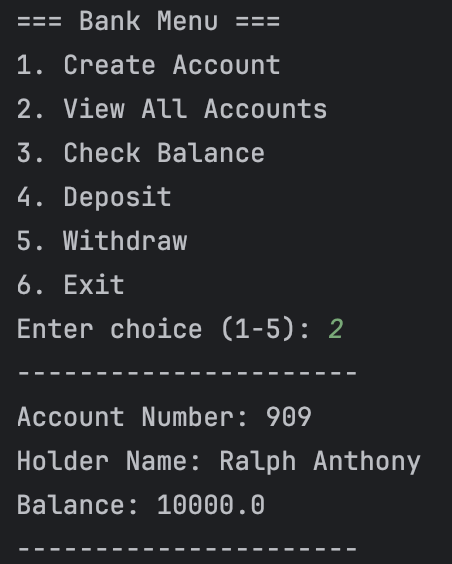 === Bank Menu ===
1. Create Account
2. View All Accounts
3. Check Balance
4. Deposit
5. Withdraw
6. Exit
Enter choice (1-5): 2
----------------------
Account Number: 909
Holder Name: Ralph Anthony
Balance: 10000.0
----------------------